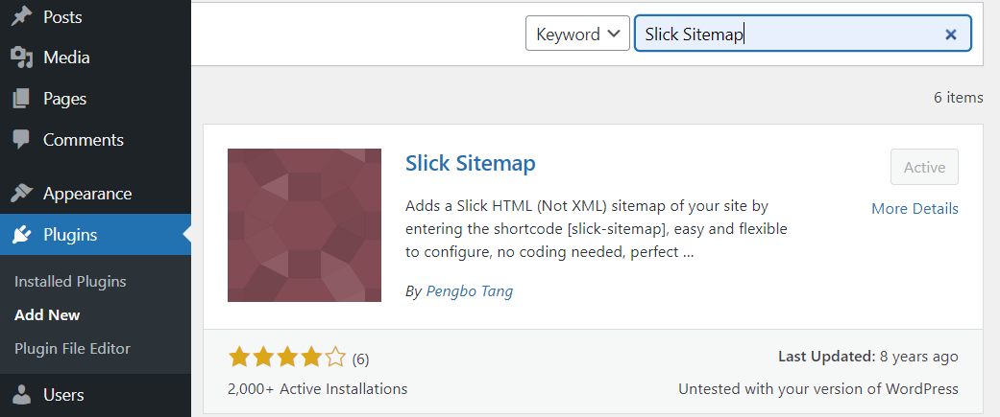 Posts
Media
Pages
Comments
Appearance
Plugins
Installed Plugins
Add New
Plugin File Editor
Users
Keyword
Slick Sitemap
6 items
Slick Sitemap
Active
More Details
Adds a Slick HTML (Not XML) sitemap of your site by
entering the shortcode [slick-sitemap], easy and flexible
to configure, no coding needed, perfect ...
By Pengbo Tang
(6)
Last Updated: 8 years ago
2,000+ Active Installations
Untested with your version of WordPress